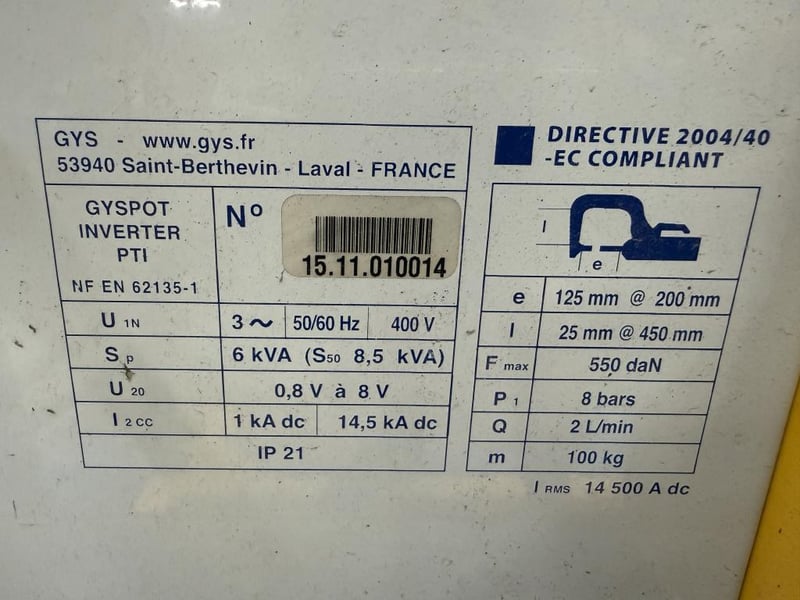 GYS - www.gys.fr
53940 Saint-Berthevin - Laval - FRANCE
GYSPOT
INVERTER
PTI
NF EN 62135-1
N°
15.11.010014
U 1N 3 ~ 50/60 Hz 400 V
S p 6 kVA (S50 8,5 kVA)
U 20 0,8 V à 8 V
I 2 CC 1 kA dc 14,5 kA dc
IP 21
DIRECTIVE 2004/40
-EC COMPLIANT
l
e
e 125 mm @ 200 mm
l 25 mm @ 450 mm
F max 550 daN
P 1 8 bars
Q 2 L/min
m 100 kg
I RMS 14 500 A dc